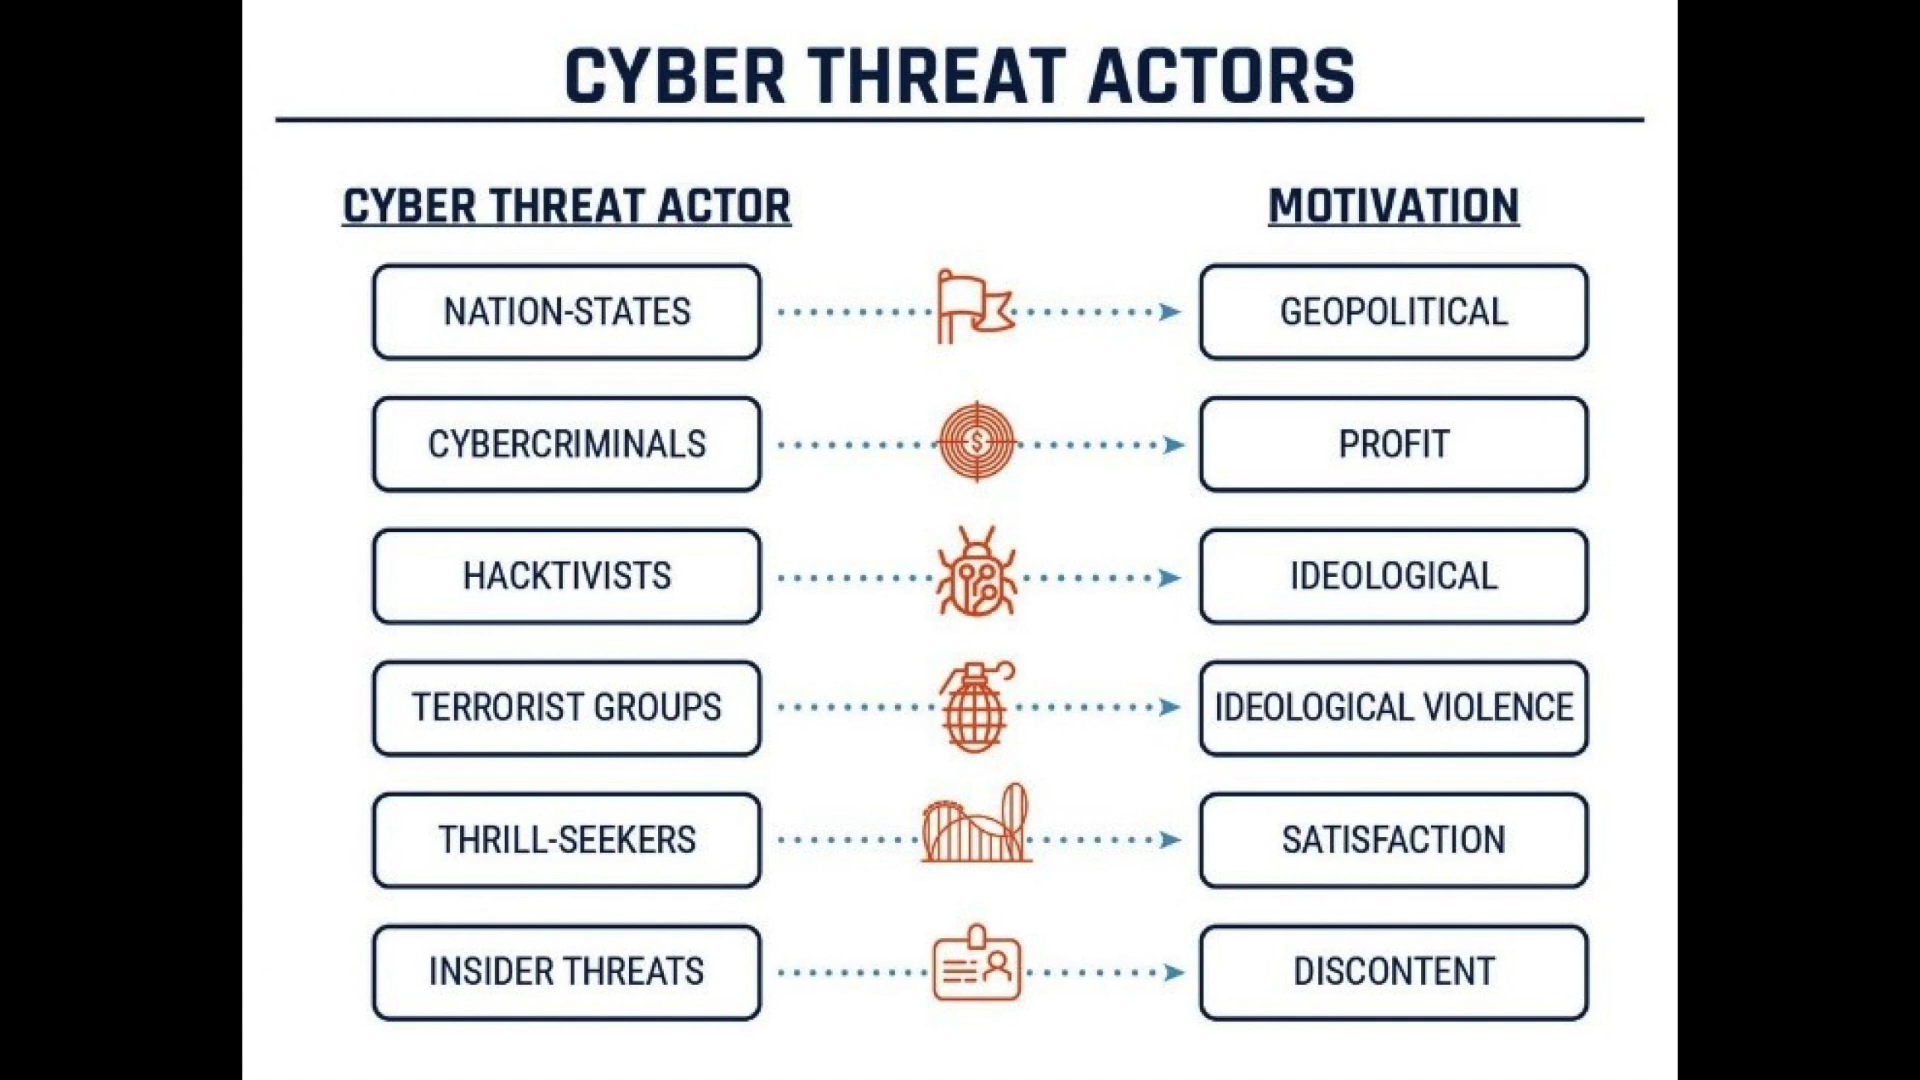 CYBER THREAT ACTORS
CYBER THREAT ACTOR
MOTIVATION
NATION-STATES
GEOPOLITICAL
CYBERCRIMINALS
$
PROFIT
HACKTIVISTS
IDEOLOGICAL
TERRORIST GROUPS
IDEOLOGICAL VIOLENCE
THRILL-SEEKERS
SATISFACTION
INSIDER THREATS
DISCONTENT